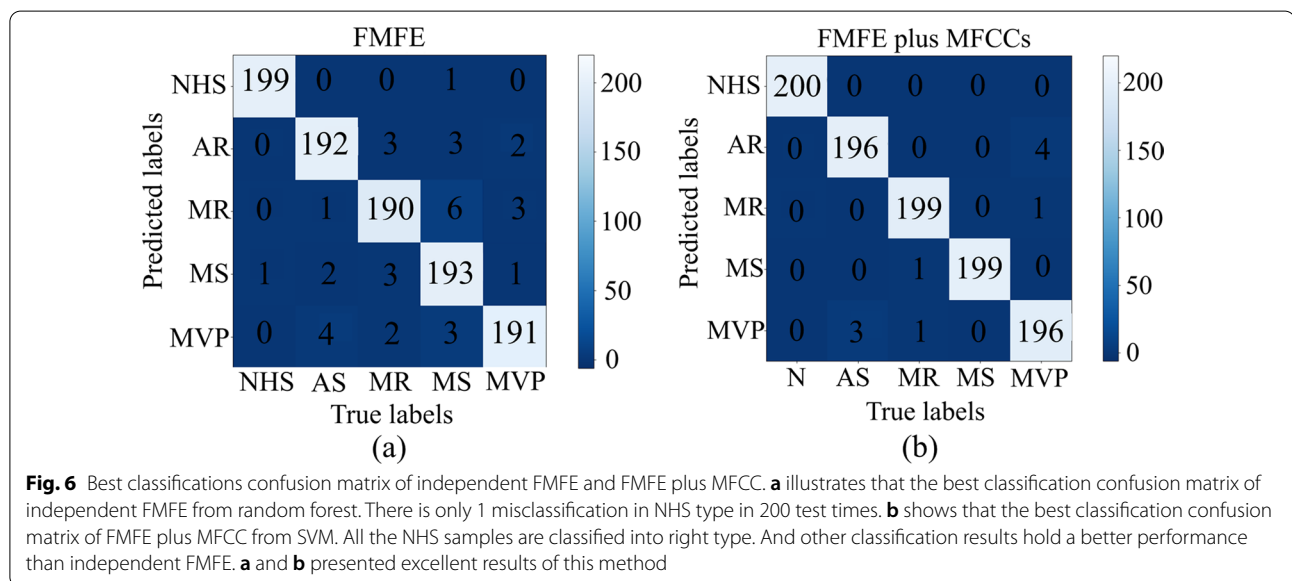 FMFE
Predicted labels
NHS 199 0 0 1 0
AR 0 192 3 3 2
MR 0 1 190 6 3
MS 1 2 3 193 1
MVP 0 4 2 3 191
NHS AS MR MS MVP
True labels
200
150
100
50
0
(a)
FMFE plus MFCCs
Predicted labels
NHS 200 0 0 0 0
AR 0 196 0 0 4
MR 0 0 199 0 1
MS 0 0 1 199 0
MVP 0 3 1 0 196
N AS MR MS MVP
True labels
200
150
100
50
0
(b)
Fig. 6 Best classifications confusion matrix of independent FMFE and FMFE plus MFCC. a illustrates that the best classification confusion matrix of
independent FMFE from random forest. There is only 1 misclassification in NHS type in 200 test times. b shows that the best classification confusion
matrix of FMFE plus MFCC from SVM. All the NHS samples are classified into right type. And other classification results hold a better performance
than independent FMFE. a and b presented excellent results of this method